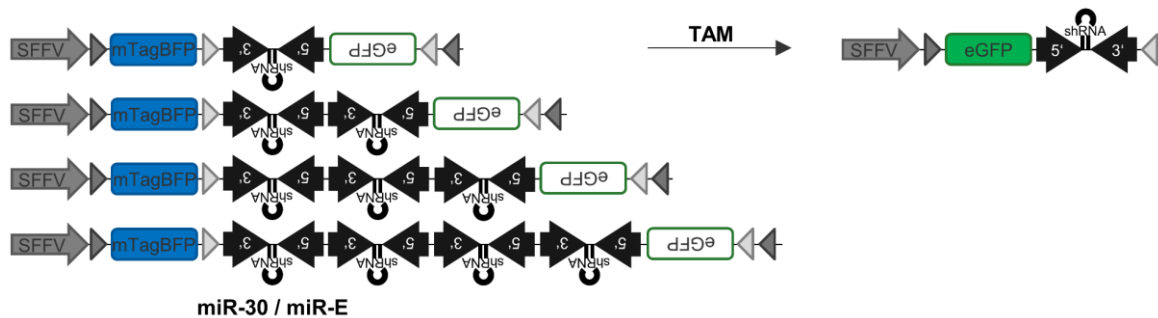 SFFV mTagBFP 3' 5' eGFP TAM SFFV eGFP 5' shRNA 3'
shRNA
SFFV mTagBFP 3' 5' 3' 5' eGFP
shRNA shRNA
SFFV mTagBFP 3' 5' 3' 5' 3' 5' eGFP
shRNA shRNA shRNA
SFFV mTagBFP 3' 5' 3' 5' 3' 5' 3' 5' eGFP
shRNA shRNA shRNA shRNA
miR-30 / miR-E